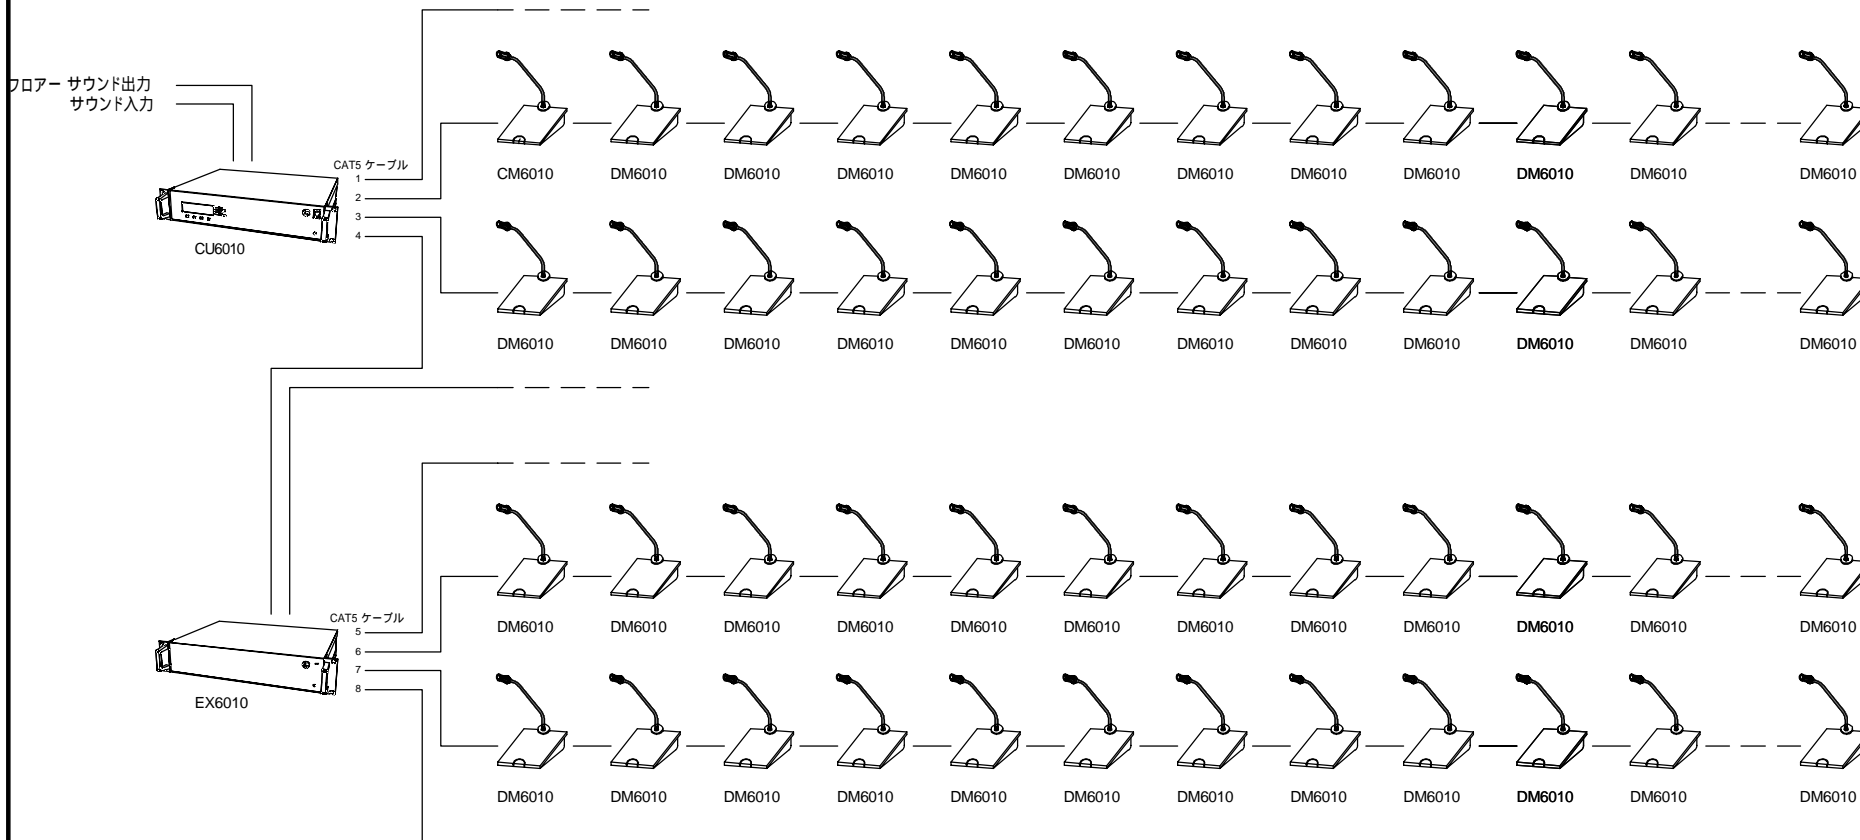 フロアー サウンド出力
サウンド入力
CAT5 ケーブル
1
2
3
4
CU6010
CM6010 DM6010 DM6010 DM6010 DM6010 DM6010 DM6010 DM6010 DM6010 DM6010 DM6010 DM6010
DM6010 DM6010 DM6010 DM6010 DM6010 DM6010 DM6010 DM6010 DM6010 DM6010 DM6010 DM6010
CAT5 ケーブル
5
6
7
8
EX6010
DM6010 DM6010 DM6010 DM6010 DM6010 DM6010 DM6010 DM6010 DM6010 DM6010 DM6010 DM6010
DM6010 DM6010 DM6010 DM6010 DM6010 DM6010 DM6010 DM6010 DM6010 DM6010 DM6010 DM6010